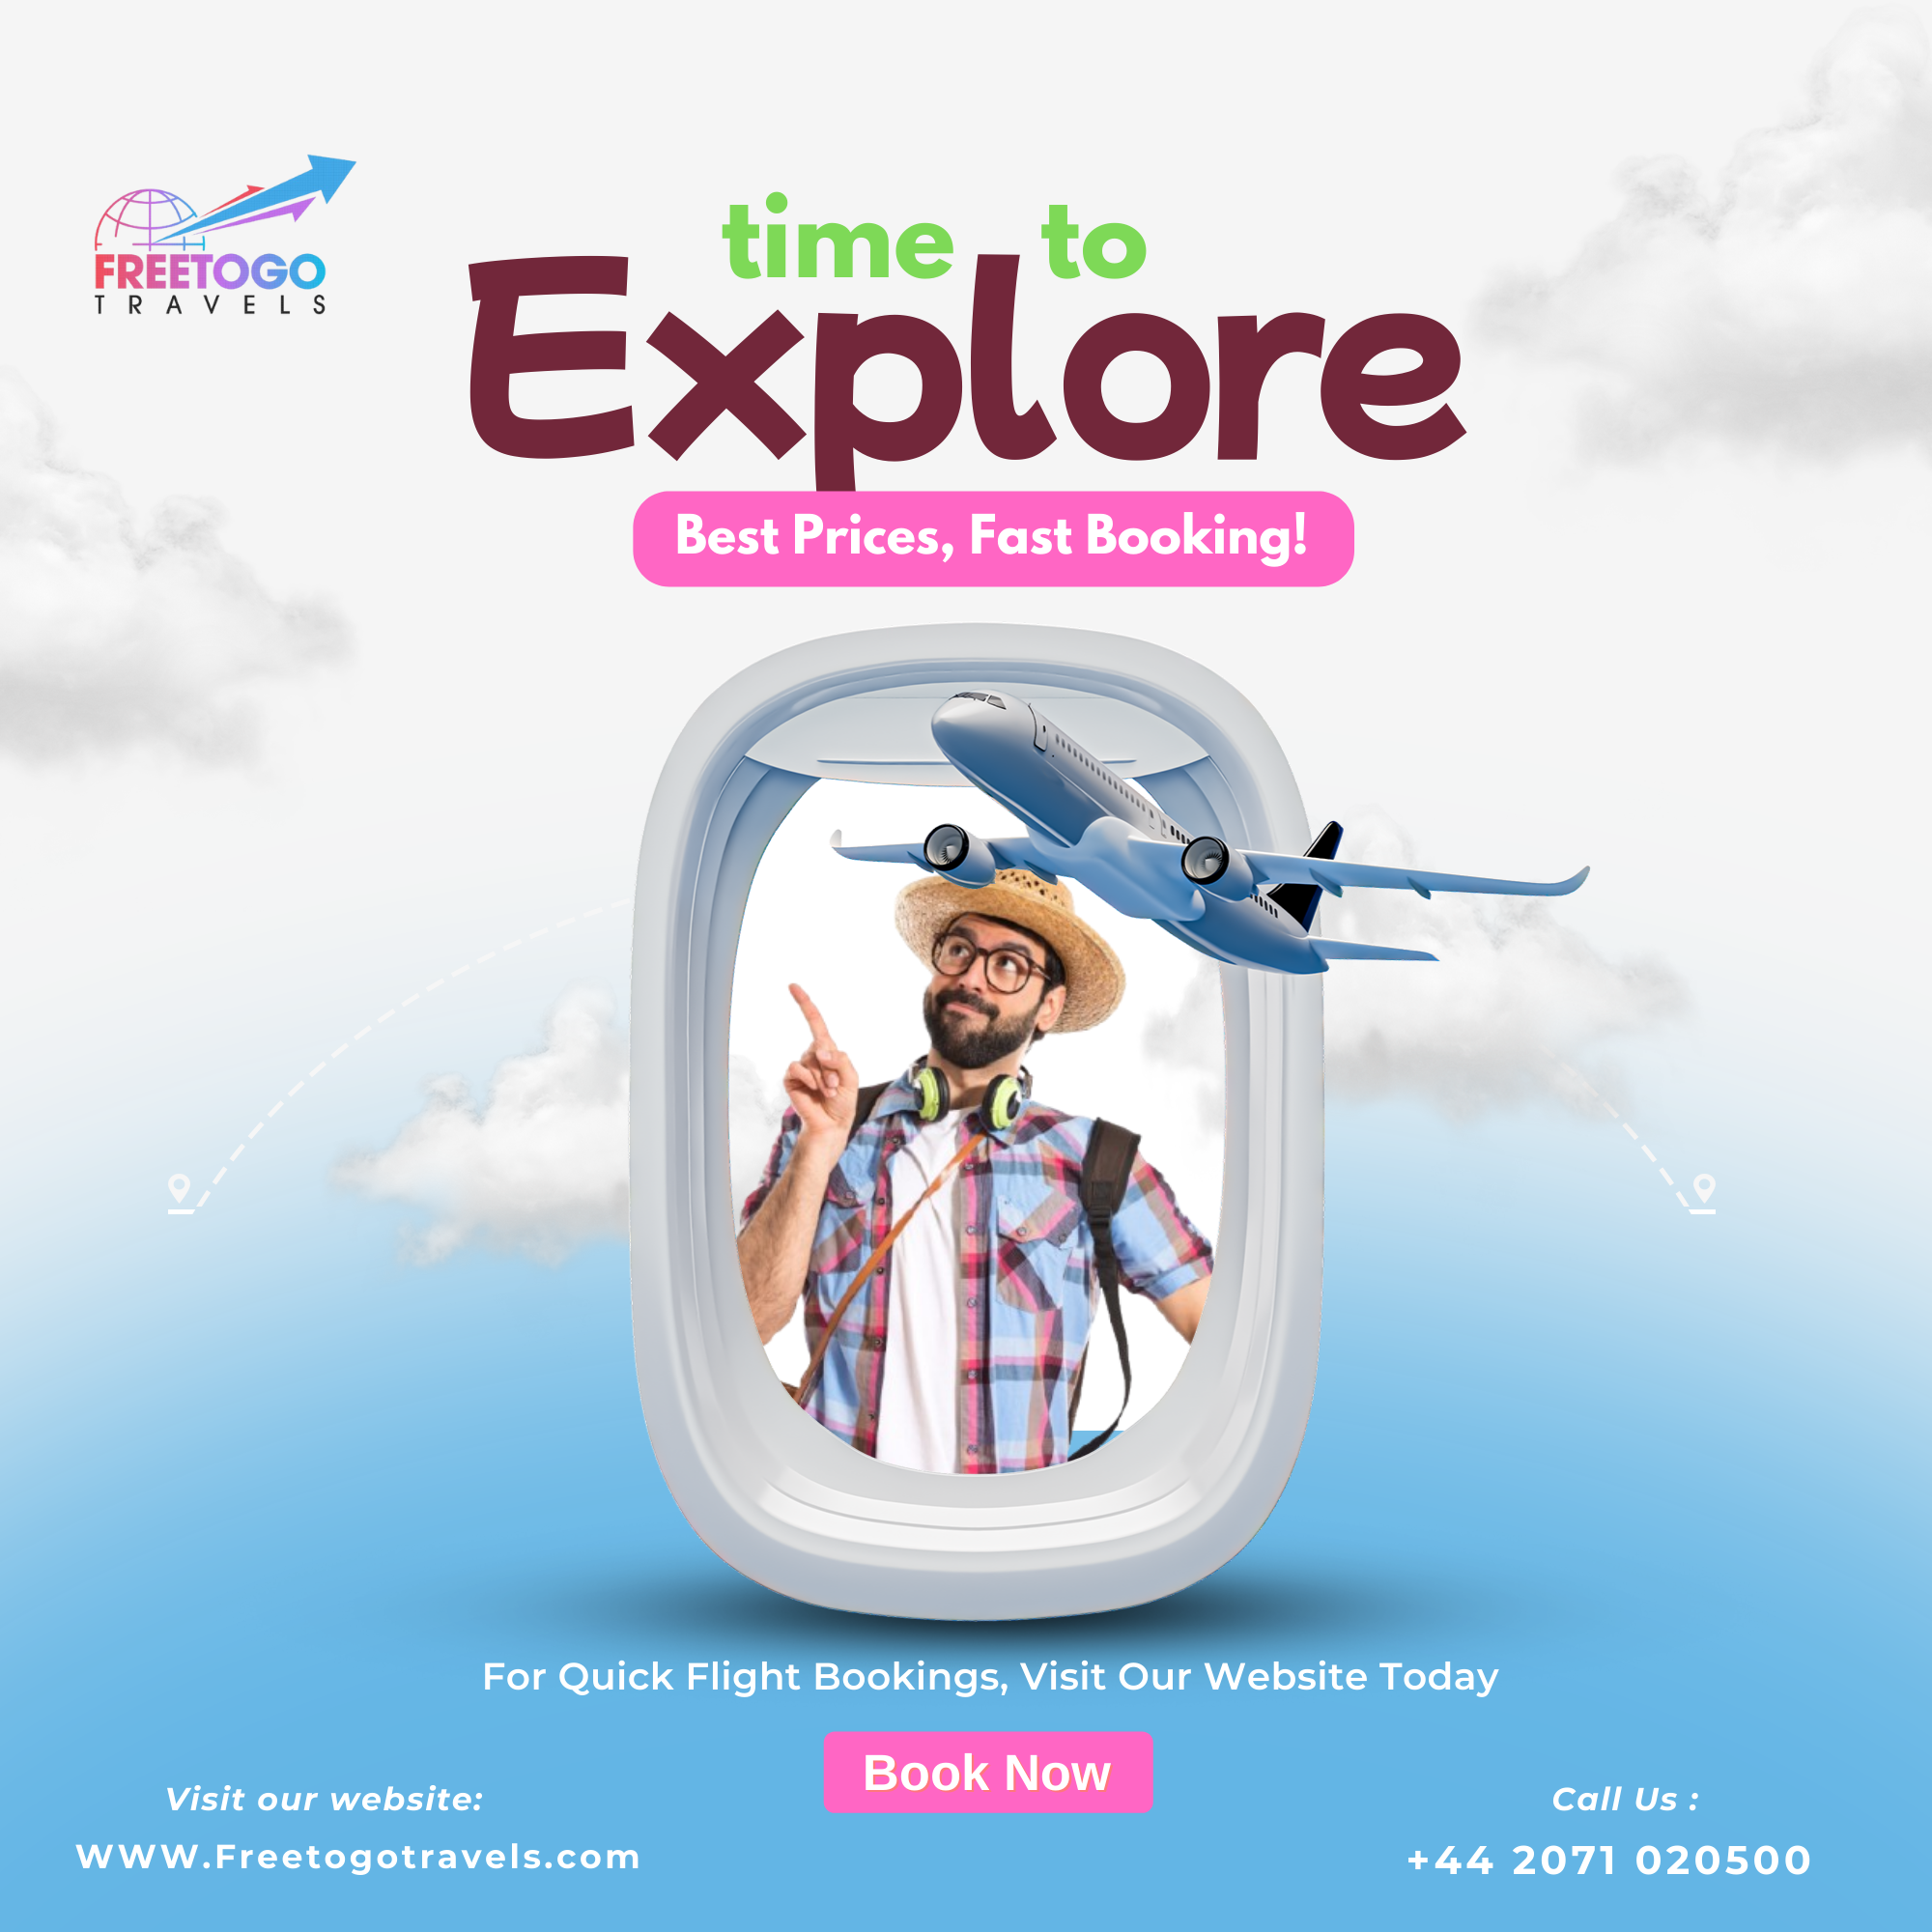 FREETOGO
TRAVELS
time to
Explore
Best Prices, Fast Booking!
For Quick Flight Bookings, Visit Our Website Today
Book Now
Visit our website:
WWW.Freetogotravels.com
Call Us :
+44 2071 020500